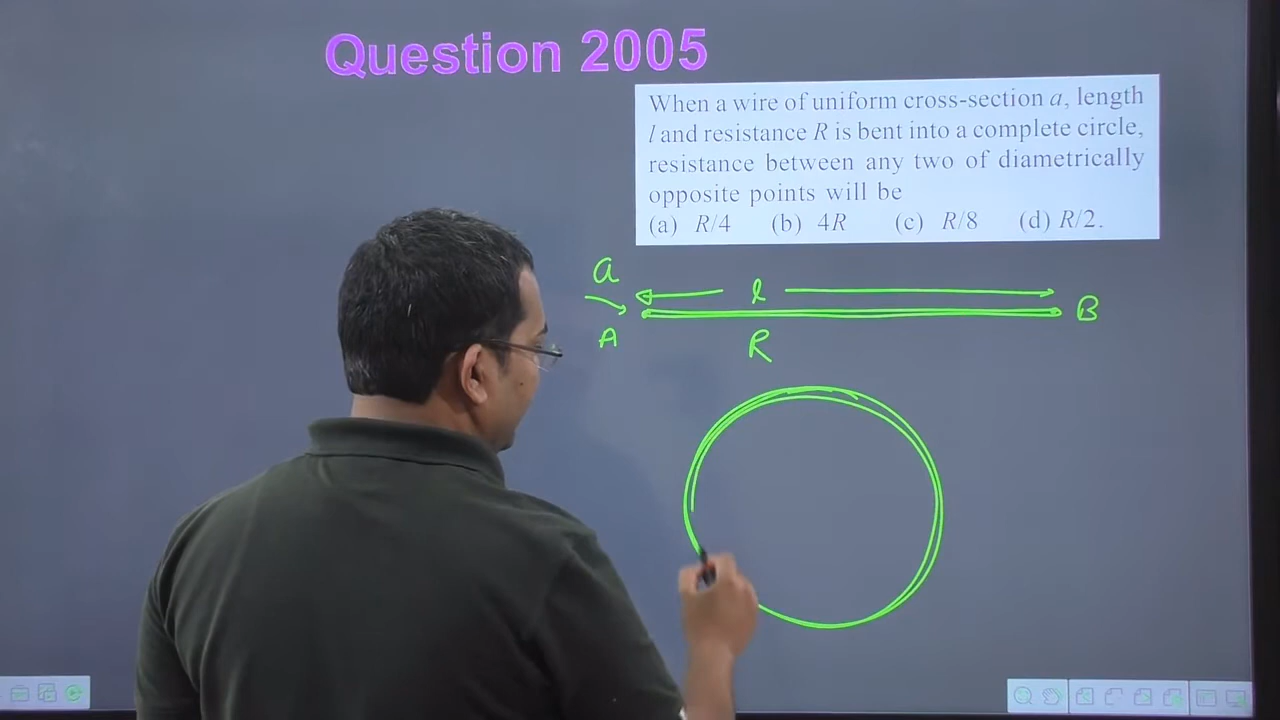 Question 2005
When a wire of uniform cross-section a, length
l and resistance R is bent into a complete circle,
resistance between any two of diametrically
opposite points will be
(a) R/4 (b) 4R (c) R/8 (d) R/2.
a
l
A
B
R